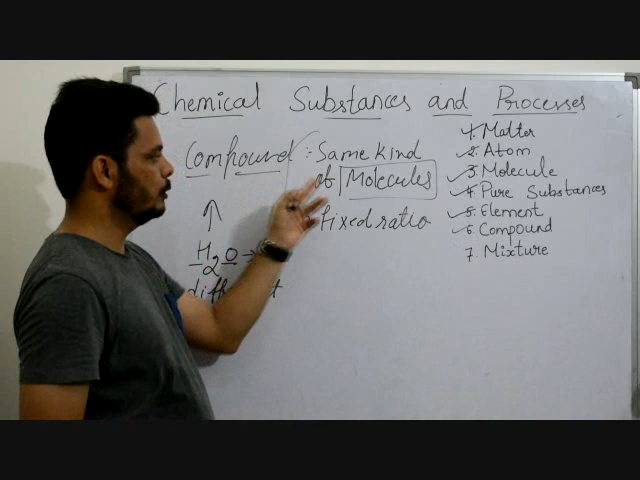 Chemical Substances and Processes
Compound : Same kind
of Molecules
fixed ratio
H2O →
different
1. Matter
2. Atom
3. Molecule
4. Pure Substances
5. Element
6. Compound
7. Mixture